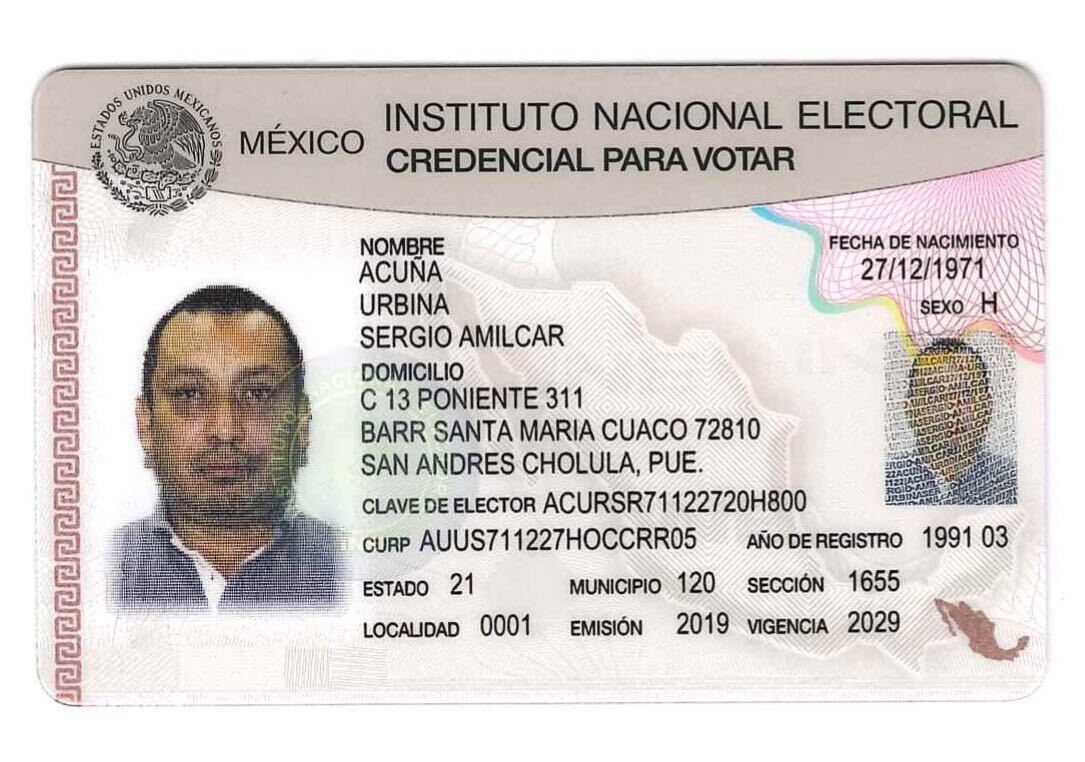 ESTADOS UNIDOS MEXICANOS
MÉXICO
INSTITUTO NACIONAL ELECTORAL
CREDENCIAL PARA VOTAR
NOMBRE
ACUÑA
URBINA
SERGIO AMILCAR
FECHA DE NACIMIENTO
27/12/1971
SEXO H
DOMICILIO
C 13 PONIENTE 311
BARR SANTA MARIA CUACO 72810
SAN ANDRES CHOLULA, PUE.
CLAVE DE ELECTOR ACURSR71122720H800
CURP AUUS711227HOCCRR05 AÑO DE REGISTRO 1991 03
ESTADO 21 MUNICIPIO 120 SECCIÓN 1655
LOCALIDAD 0001 EMISIÓN 2019 VIGENCIA 2029